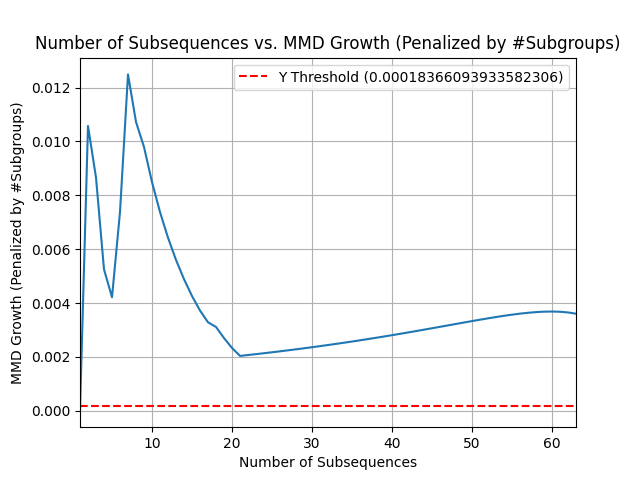 Number of Subsequences vs. MMD Growth (Penalized by #Subgroups)
Y Threshold (0.00018366093933582306)
MMD Growth (Penalized by #Subgroups)
0.012
0.010
0.008
0.006
0.004
0.002
0.000
10 20 30 40 50 60
Number of Subsequences